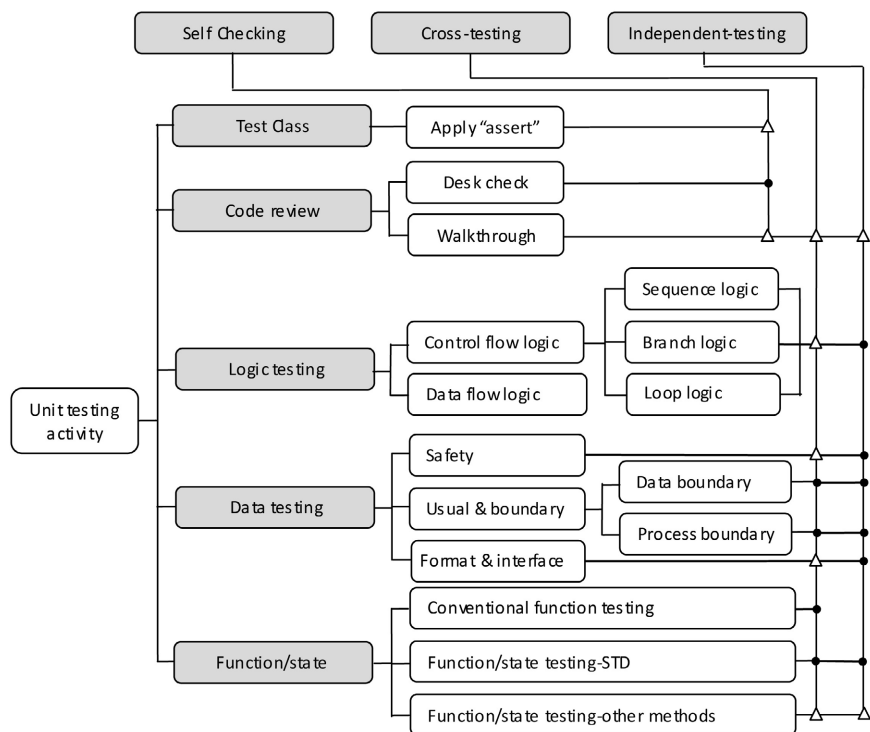 Self Checking
Cross-testing
Independent-testing
Test Class
Apply “assert”
Desk check
Code review
Walkthrough
Sequence logic
Control flow logic
Branch logic
Logic testing
Data flow logic
Loop logic
Unit testing
activity
Safety
Data boundary
Data testing
Usual & boundary
Process boundary
Format & interface
Conventional function testing
Function/state
Function/state testing-STD
Function/state testing-other methods